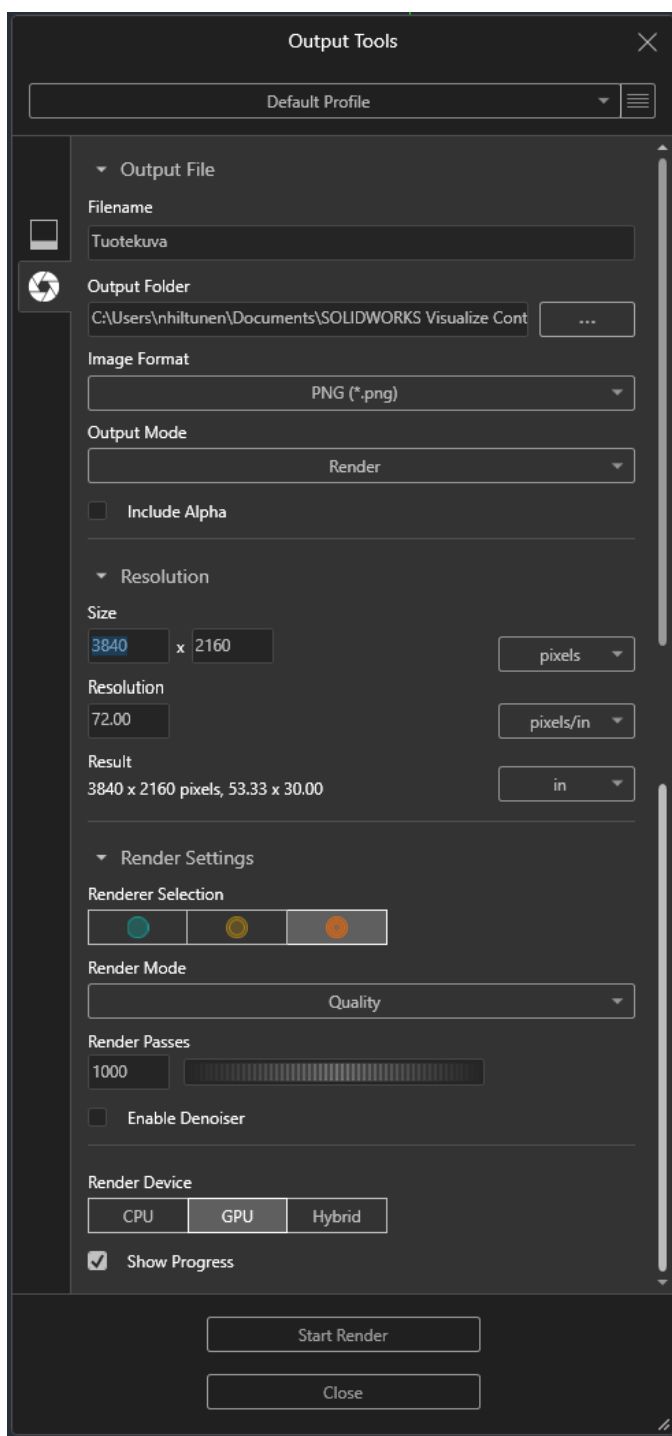 Output Tools
Default Profile
Output File
Filename
Tuotekuva
Output Folder
C:\Users\nhiltunen\Documents\SOLIDWORKS Visualize Cont
...
Image Format
PNG (*.png)
Output Mode
Render
Include Alpha
Resolution
Size
3840 x 2160 pixels
Resolution
72.00 pixels/in
Result
3840 x 2160 pixels, 53.33 x 30.00 in
Render Settings
Renderer Selection
Render Mode
Quality
Render Passes
1000
Enable Denoiser
Render Device
CPU GPU Hybrid
Show Progress
Start Render
Close